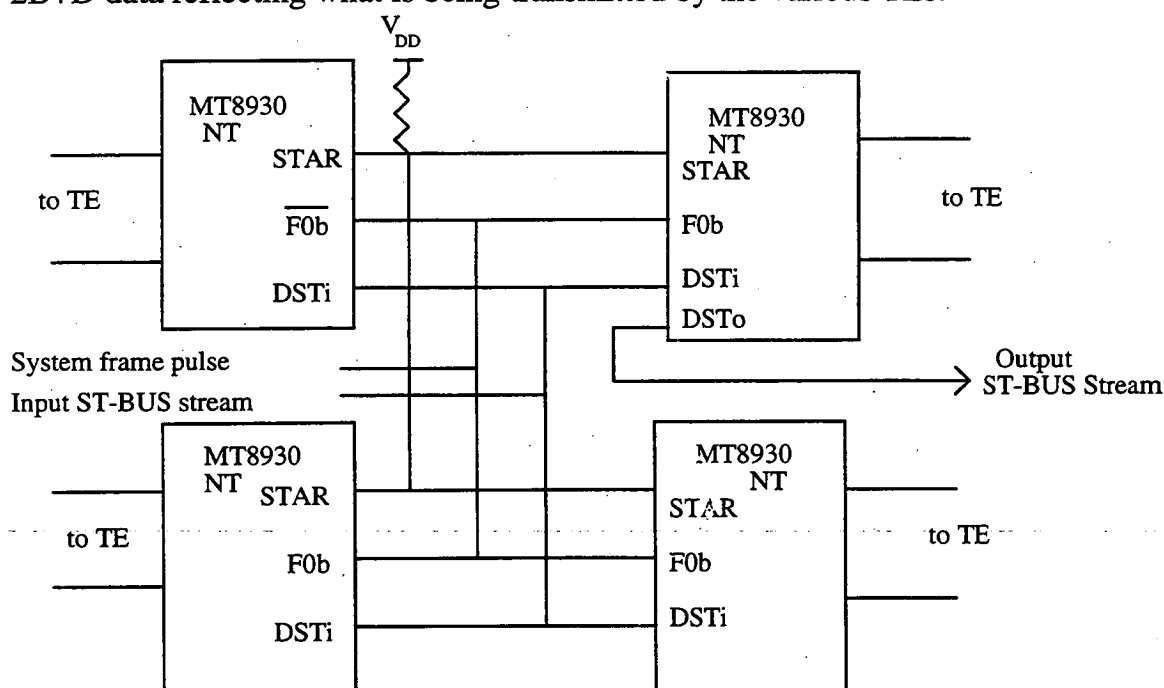 V
DD
MT8930
NT
STAR
F0b
DSTi
to TE
MT8930
NT
STAR
F0b
DSTi
DSTo
to TE
System frame pulse
Input ST-BUS stream
Output
ST-BUS Stream
MT8930
NT
STAR
F0b
DSTi
to TE
MT8930
NT
STAR
F0b
DSTi
to TE